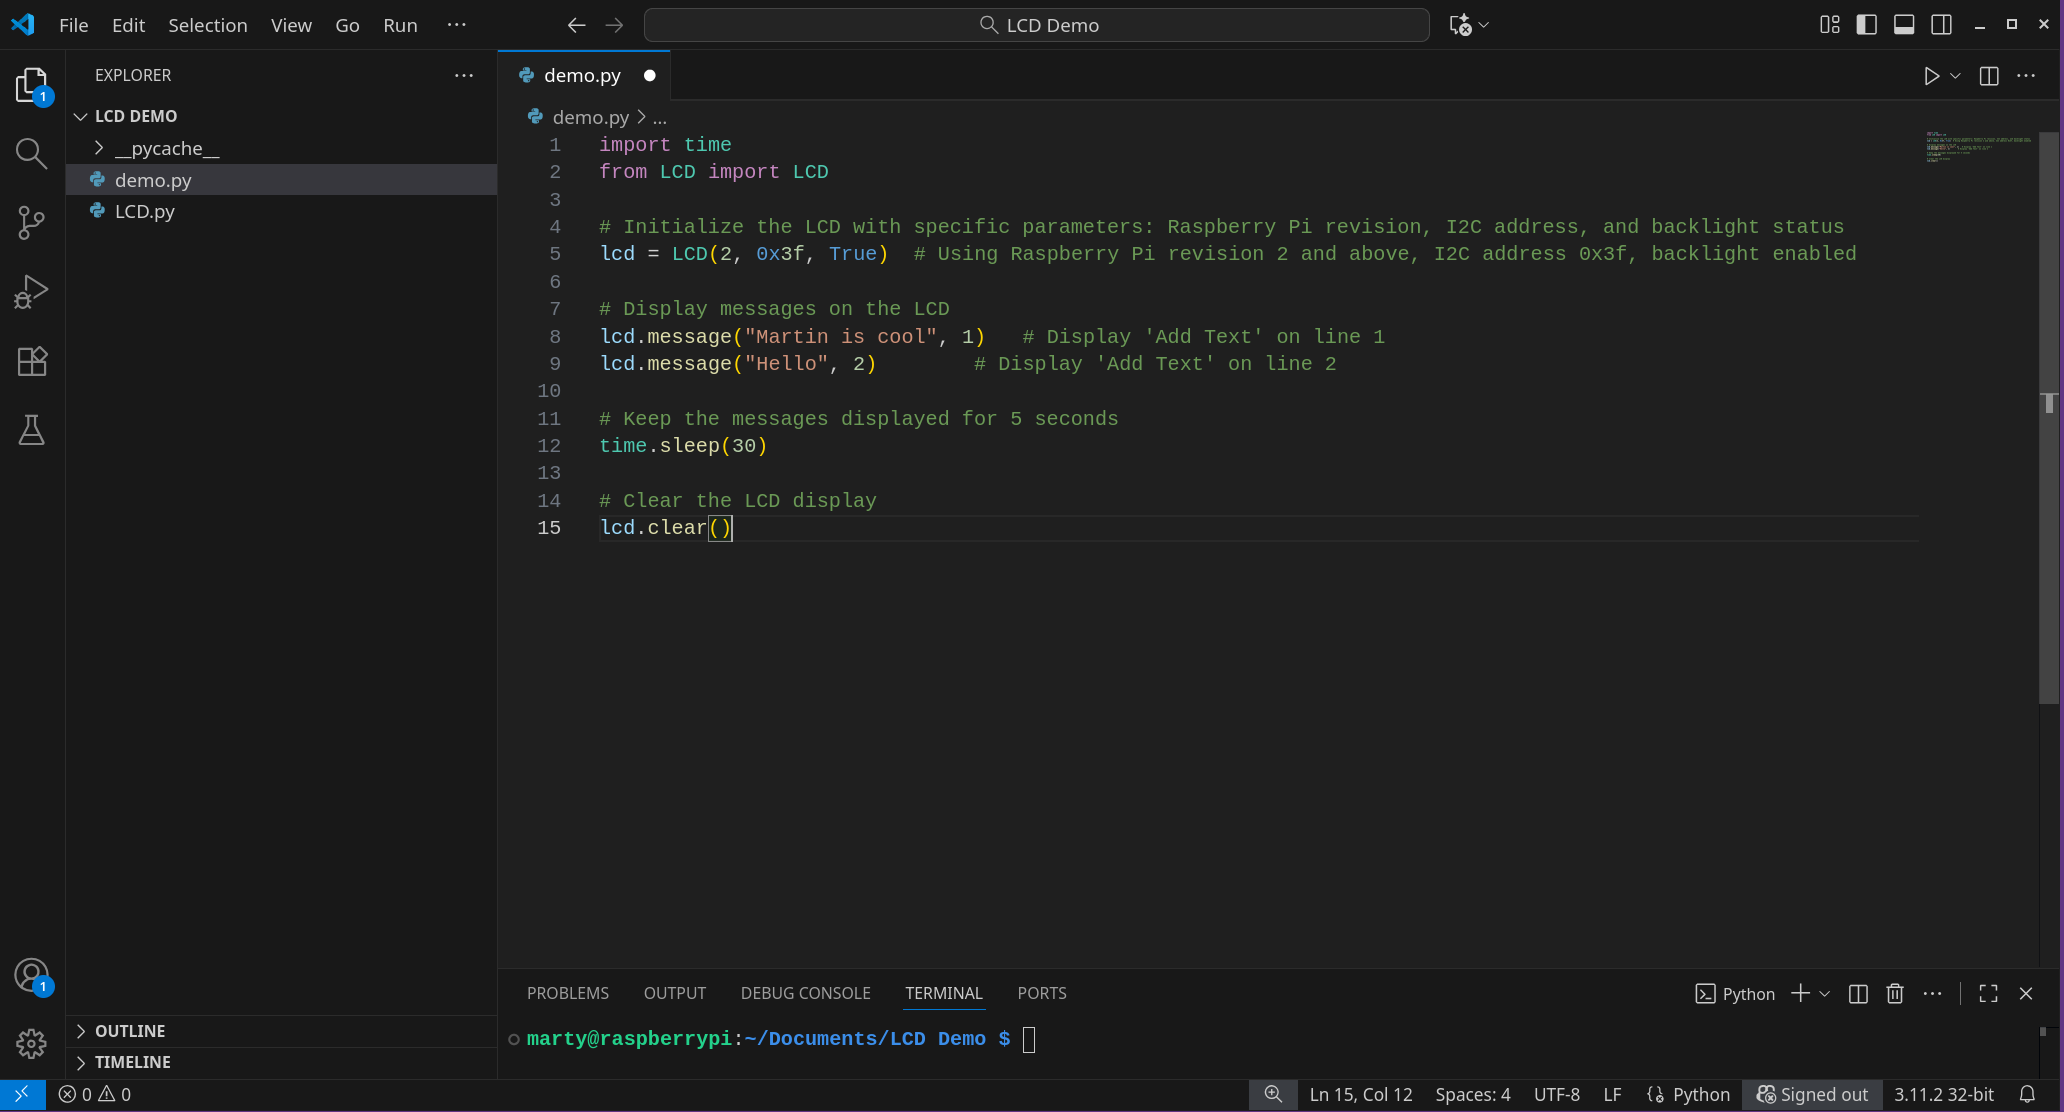 File Edit Selection View Go Run ···
LCD Demo
EXPLORER ···
1
LCD DEMO
__pycache__
demo.py
LCD.py
demo.py
demo.py > ...
1 import time
2 from LCD import LCD
3
4 # Initialize the LCD with specific parameters: Raspberry Pi revision, I2C address, and backlight status
5 lcd = LCD(2, 0x3f, True)  # Using Raspberry Pi revision 2 and above, I2C address 0x3f, backlight enabled
6
7 # Display messages on the LCD
8 lcd.message("Martin is cool", 1)   # Display 'Add Text' on line 1
9 lcd.message("Hello", 2)        # Display 'Add Text' on line 2
10
11 # Keep the messages displayed for 5 seconds
12 time.sleep(30)
13
14 # Clear the LCD display
15 lcd.clear()
1
OUTLINE
TIMELINE
PROBLEMS OUTPUT DEBUG CONSOLE TERMINAL PORTS Python
marty@raspberrypi:~/Documents/LCD Demo $
0 0 Ln 15, Col 12 Spaces: 4 UTF-8 LF Python Signed out 3.11.2 32-bit